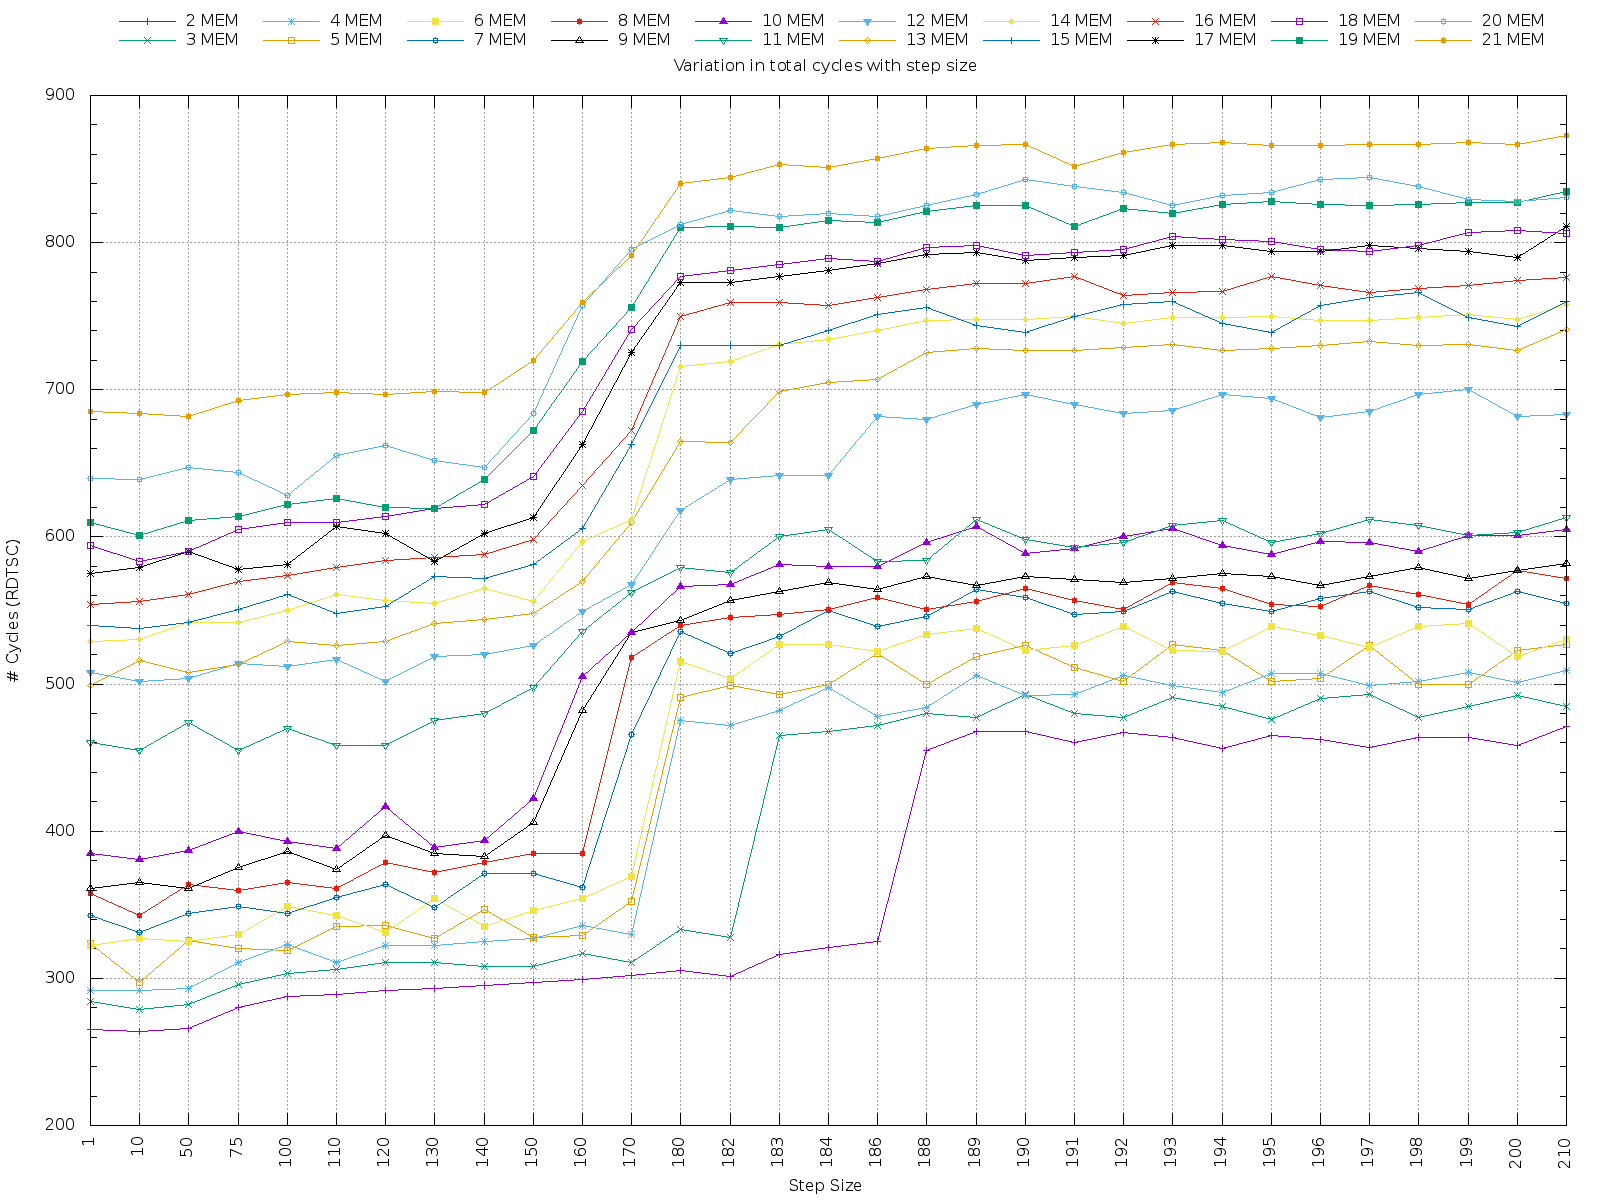 2 MEM 4 MEM 6 MEM 8 MEM 10 MEM 12 MEM 14 MEM 16 MEM 18 MEM 20 MEM
3 MEM 5 MEM 7 MEM 9 MEM 11 MEM 13 MEM 15 MEM 17 MEM 19 MEM 21 MEM
Variation in total cycles with step size
900
800
700
600
500
400
300
200
# Cycles (RDTSC)
1 10 50 75 100 110 120 130 140 150 160 170 180 182 183 184 186 188 189 190 191 192 193 194 195 196 197 198 199 200 210
Step Size